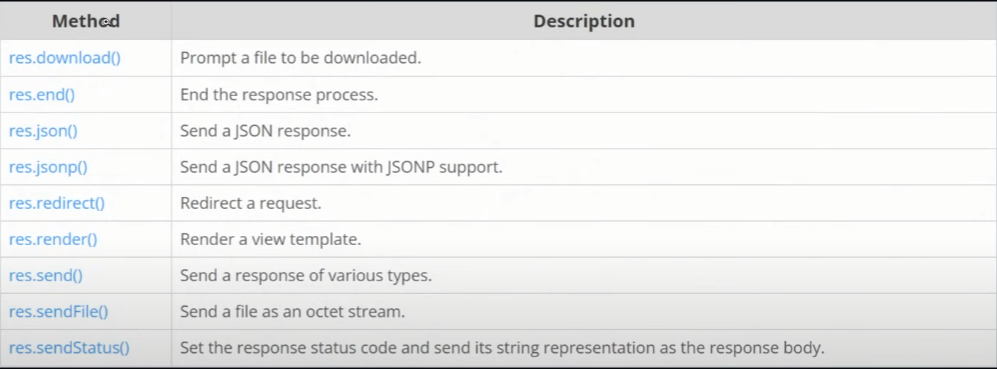 Method Description
res.download() Prompt a file to be downloaded.
res.end() End the response process.
res.json() Send a JSON response.
res.jsonp() Send a JSON response with JSONP support.
res.redirect() Redirect a request.
res.render() Render a view template.
res.send() Send a response of various types.
res.sendFile() Send a file as an octet stream.
res.sendStatus() Set the response status code and send its string representation as the response body.